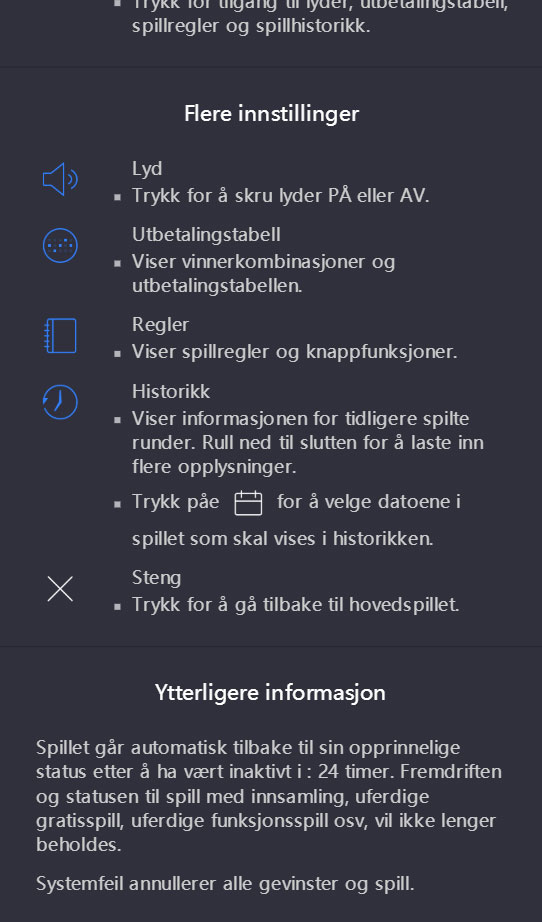 Trykk for tilgang til lyder, utbetalingstabell,
spillregler og spillhistorikk.
Flere innstillinger
Lyd
▪ Trykk for å skru lyder PÅ eller AV.
Utbetalingstabell
▪ Viser vinnerkombinasjoner og
utbetalingstabellen.
Regler
▪ Viser spillregler og knappfunksjoner.
Historikk
▪ Viser informasjonen for tidligere spilte
runder. Rull ned til slutten for å laste inn
flere opplysninger.
▪ Trykk påe for å velge datoene i
spillet som skal vises i historikken.
Steng
▪ Trykk for å gå tilbake til hovedspillet.
Ytterligere informasjon
Spillet går automatisk tilbake til sin opprinnelige
status etter å ha vært inaktivt i : 24 timer. Fremdriften
og statusen til spill med innsamling, uferdige
gratisspill, uferdige funksjonsspill osv, vil ikke lenger
beholdes.
Systemfeil annullerer alle gevinster og spill.